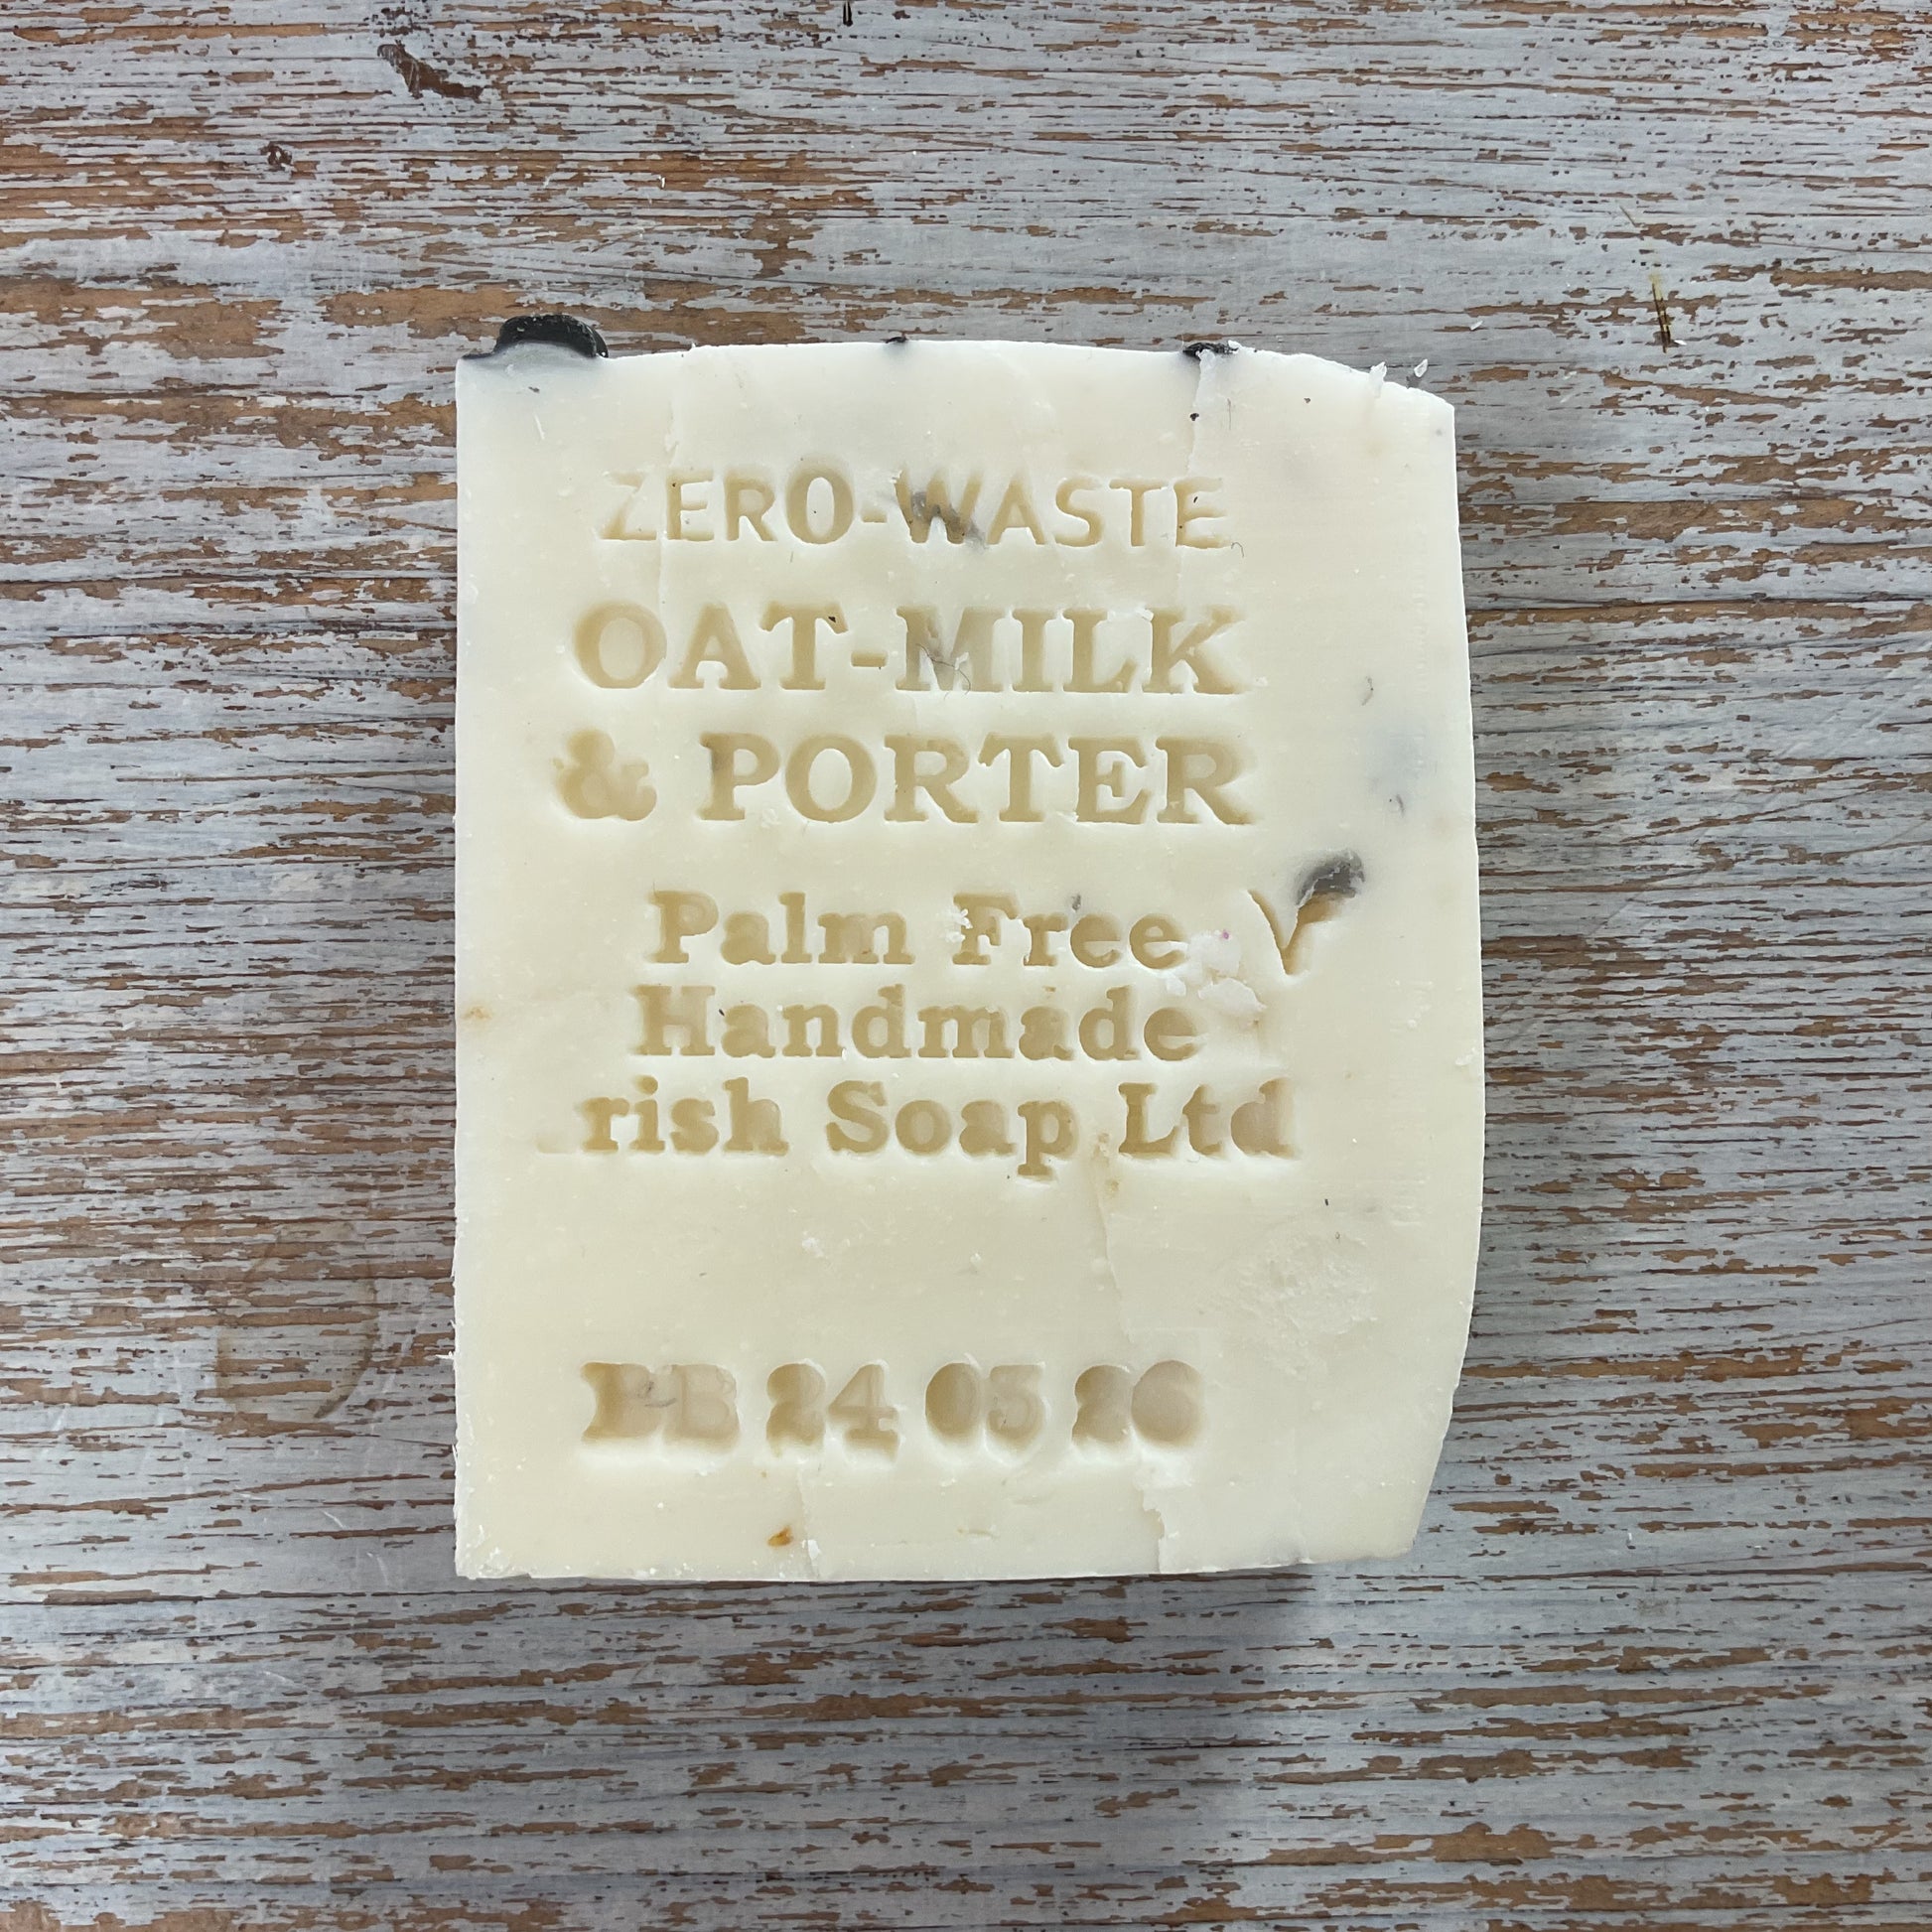 ZERO-WASTE
OAT-MILK
& PORTER
Palm Free V
Handmade
rish Soap Ltd
BB 24 05 26